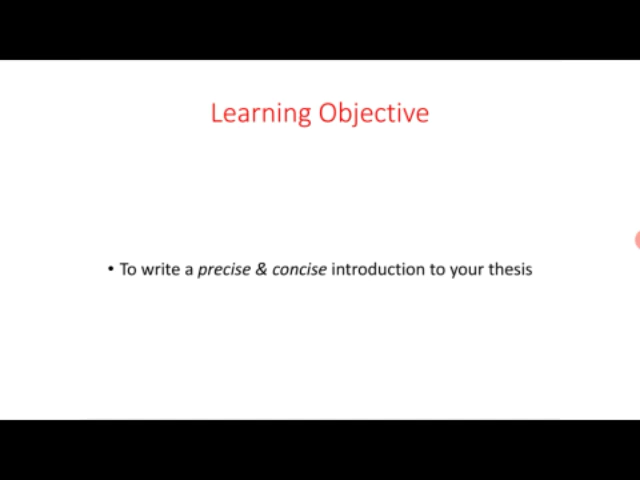 Learning Objective
• To write a precise & concise introduction to your thesis